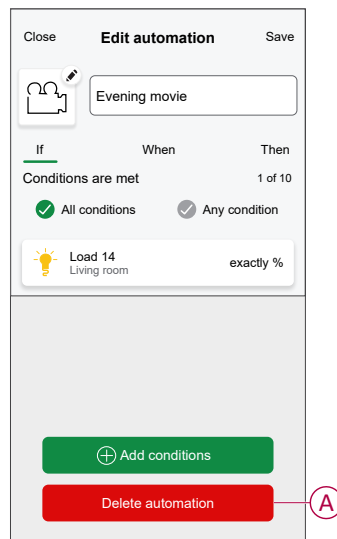 Close Edit automation Save
Evening movie
If When Then
Conditions are met 1 of 10
All conditions Any condition
Load 14
Living room
exactly %
Add conditions
Delete automation
A